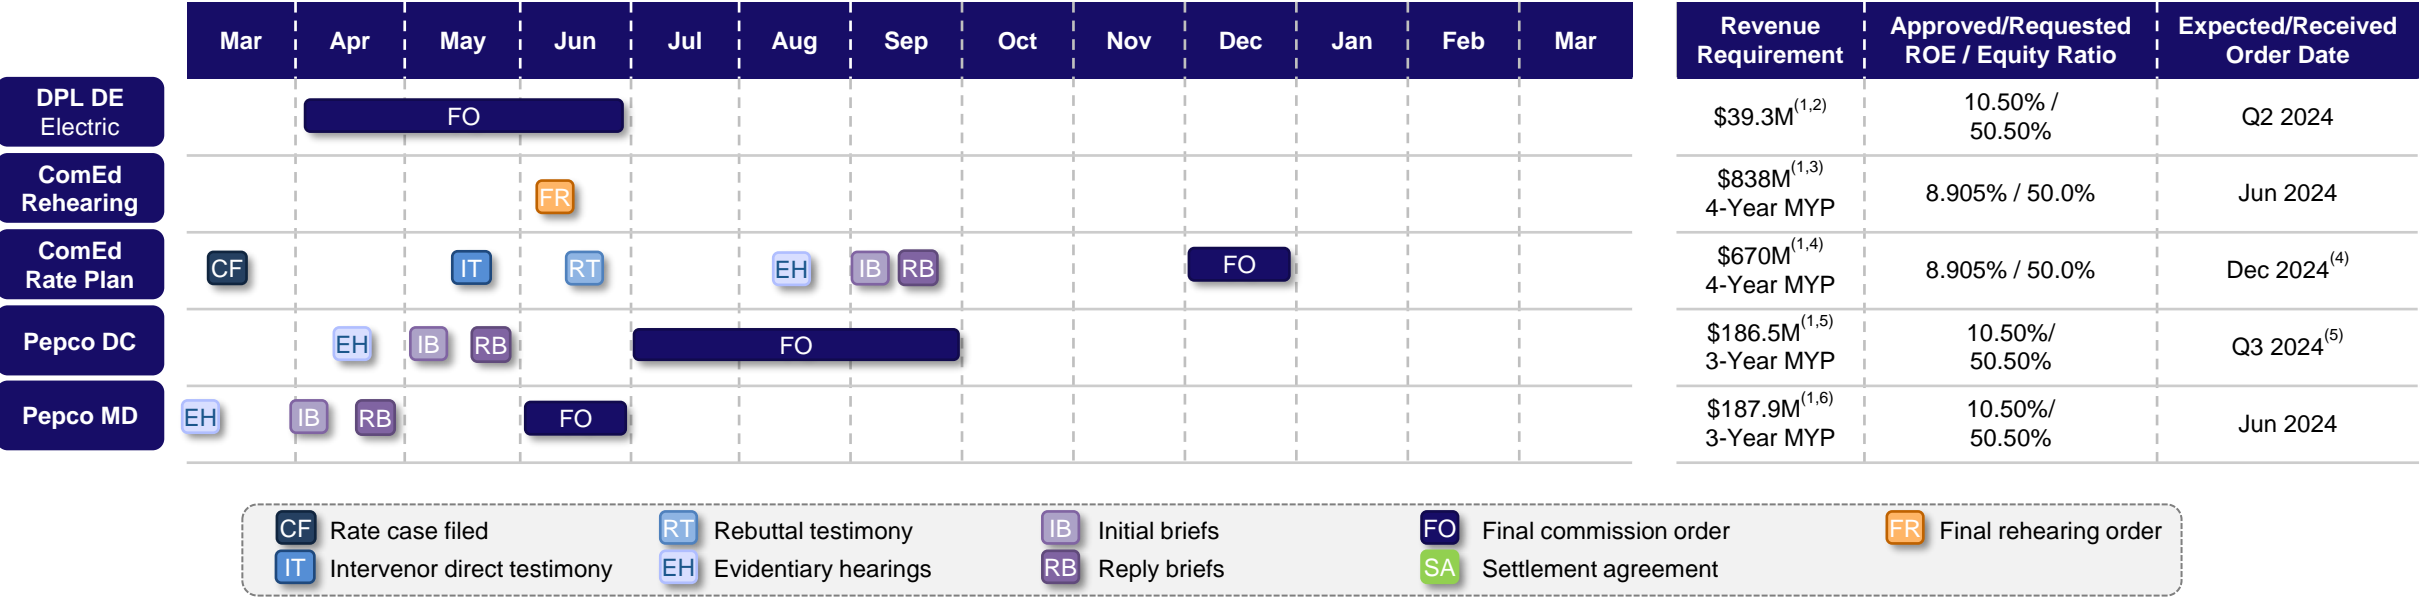 Mar Apr May Jun Jul Aug Sep Oct Nov Dec Jan Feb Mar
Revenue Requirement
Approved/Requested ROE / Equity Ratio
Expected/Received Order Date
DPL DE
Electric
FO
$39.3M(1,2)
10.50% /
50.50%
Q2 2024
ComEd
Rehearing
FR
$838M(1,3)
4-Year MYP
8.905% / 50.0%
Jun 2024
ComEd
Rate Plan
CF IT RT EH IB RB FO
$670M(1,4)
4-Year MYP
8.905% / 50.0%
Dec 2024(4)
Pepco DC
EH IB RB FO
$186.5M(1,5)
3-Year MYP
10.50%/
50.50%
Q3 2024(5)
Pepco MD
EH IB RB FO
$187.9M(1,6)
3-Year MYP
10.50%/
50.50%
Jun 2024
CF Rate case filed
RT Rebuttal testimony
IB Initial briefs
FO Final commission order
FR Final rehearing order
IT Intervenor direct testimony
EH Evidentiary hearings
RB Reply briefs
SA Settlement agreement